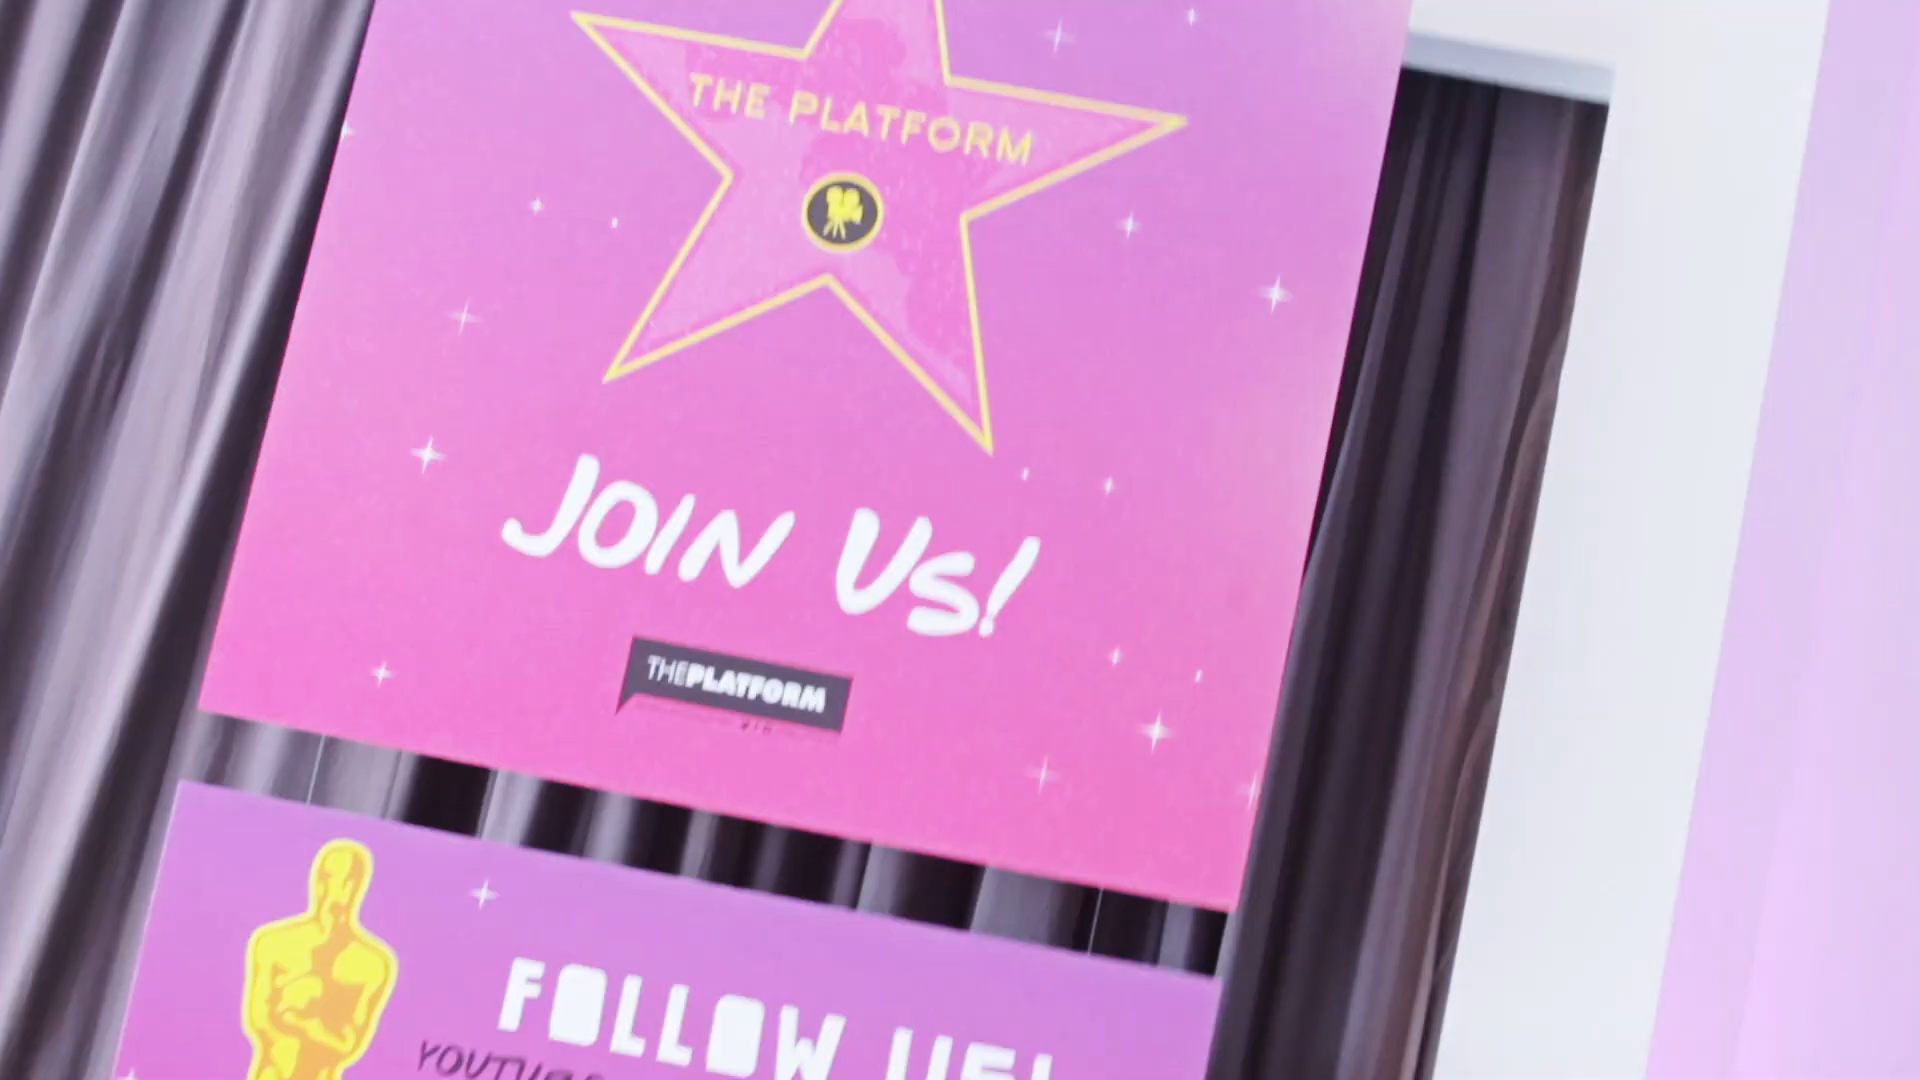 THE PLATFORM
JOIN US!
THEPLATFORM
FOLLOW US!